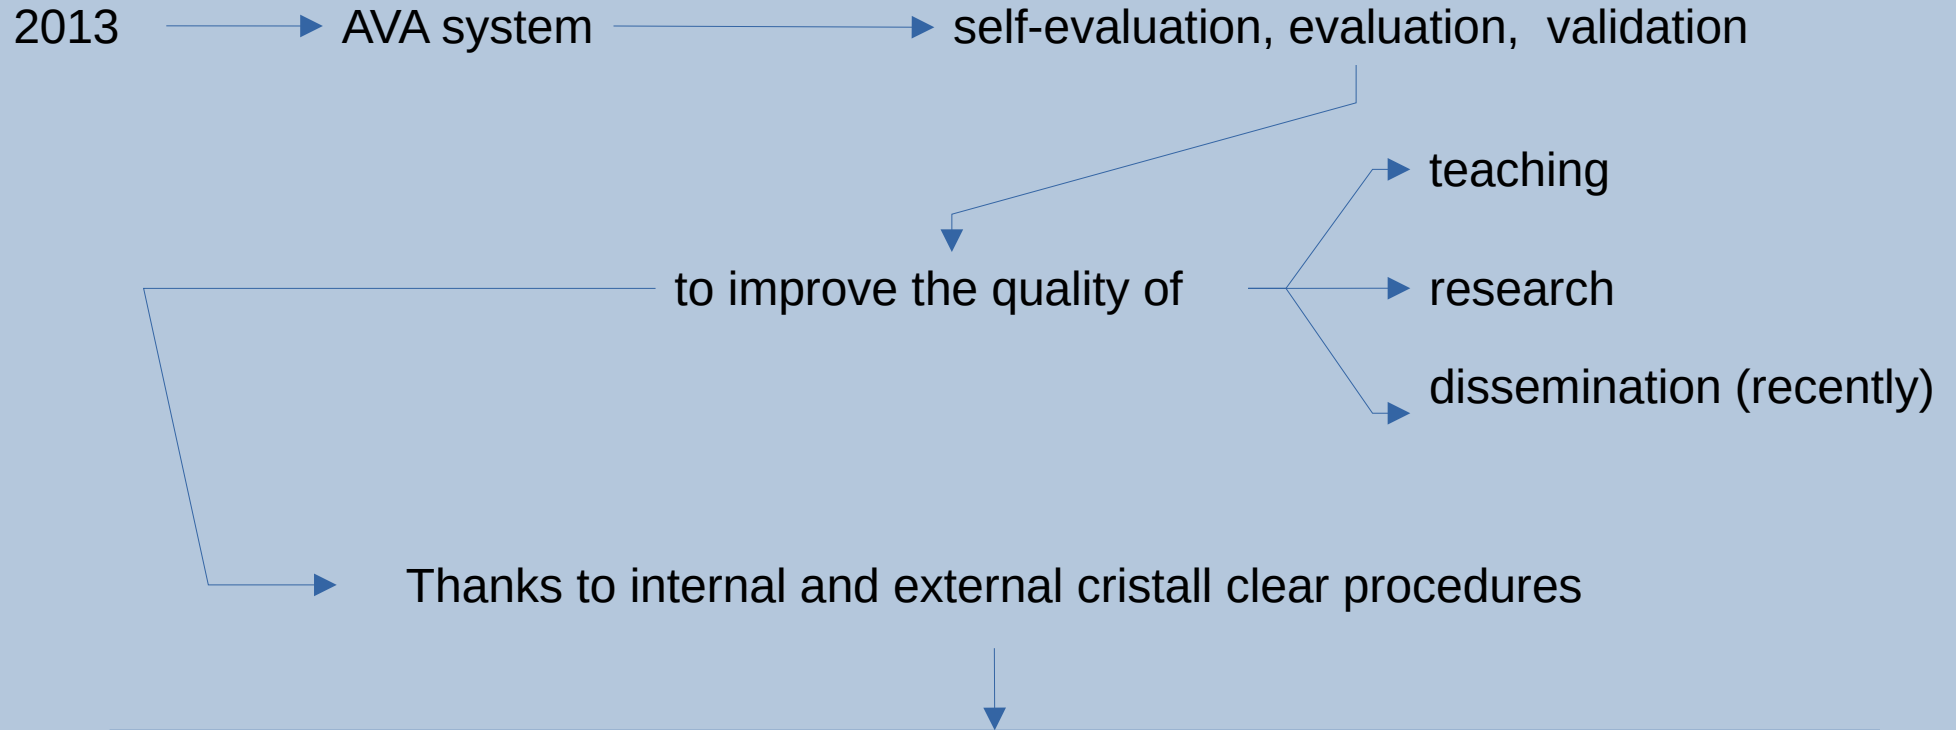 2013 AVA system self-evaluation, evaluation, validation
teaching
to improve the quality of research
dissemination (recently)
Thanks to internal and external cristall clear procedures